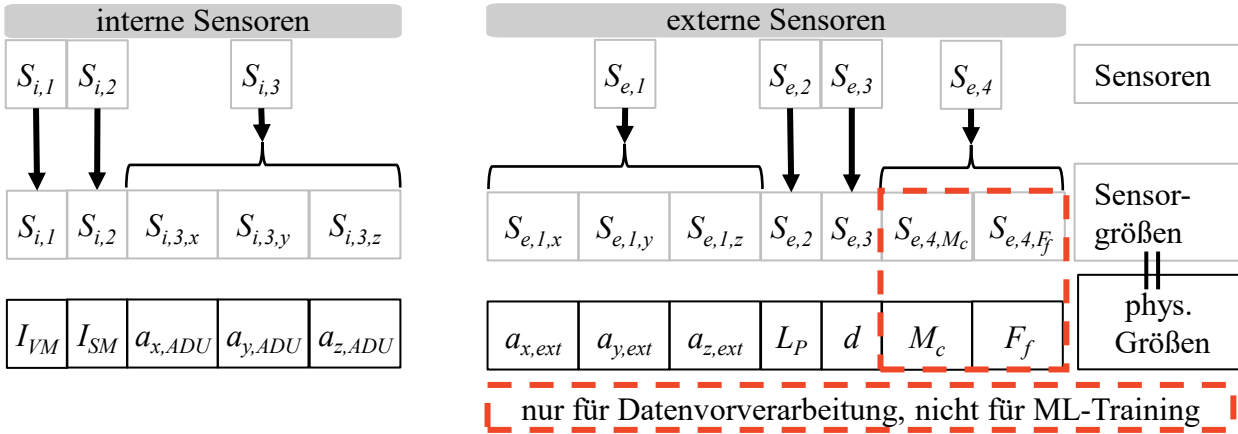 interne Sensoren externe Sensoren
S_{i,1} S_{i,2} S_{i,3} S_{e,1} S_{e,2} S_{e,3} S_{e,4} Sensoren
S_{i,1} S_{i,2} S_{i,3,x} S_{i,3,y} S_{i,3,z} S_{e,1,x} S_{e,1,y} S_{e,1,z} S_{e,2} S_{e,3} S_{e,4,M_c} S_{e,4,F_f} Sensor-
größen
I_{VM} I_{SM} a_{x,ADU} a_{y,ADU} a_{z,ADU} a_{x,ext} a_{y,ext} a_{z,ext} L_P d M_c F_f phys.
Größen
nur für Datenvorverarbeitung, nicht für ML-Training